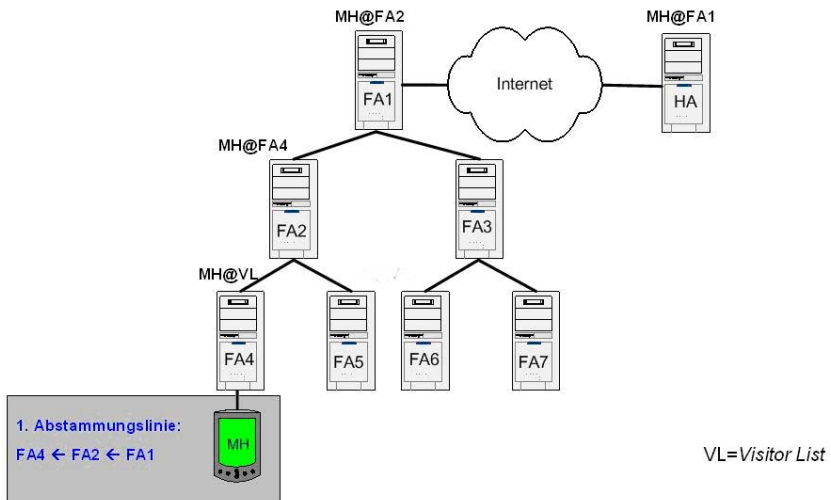 MH@FA2
MH@FA1
FA1
Internet
HA
MH@FA4
FA2
FA3
MH@VL
FA4
FA5
FA6
FA7
1. Abstammungslinie:
FA4 ← FA2 ← FA1
MH
VL=Visitor List